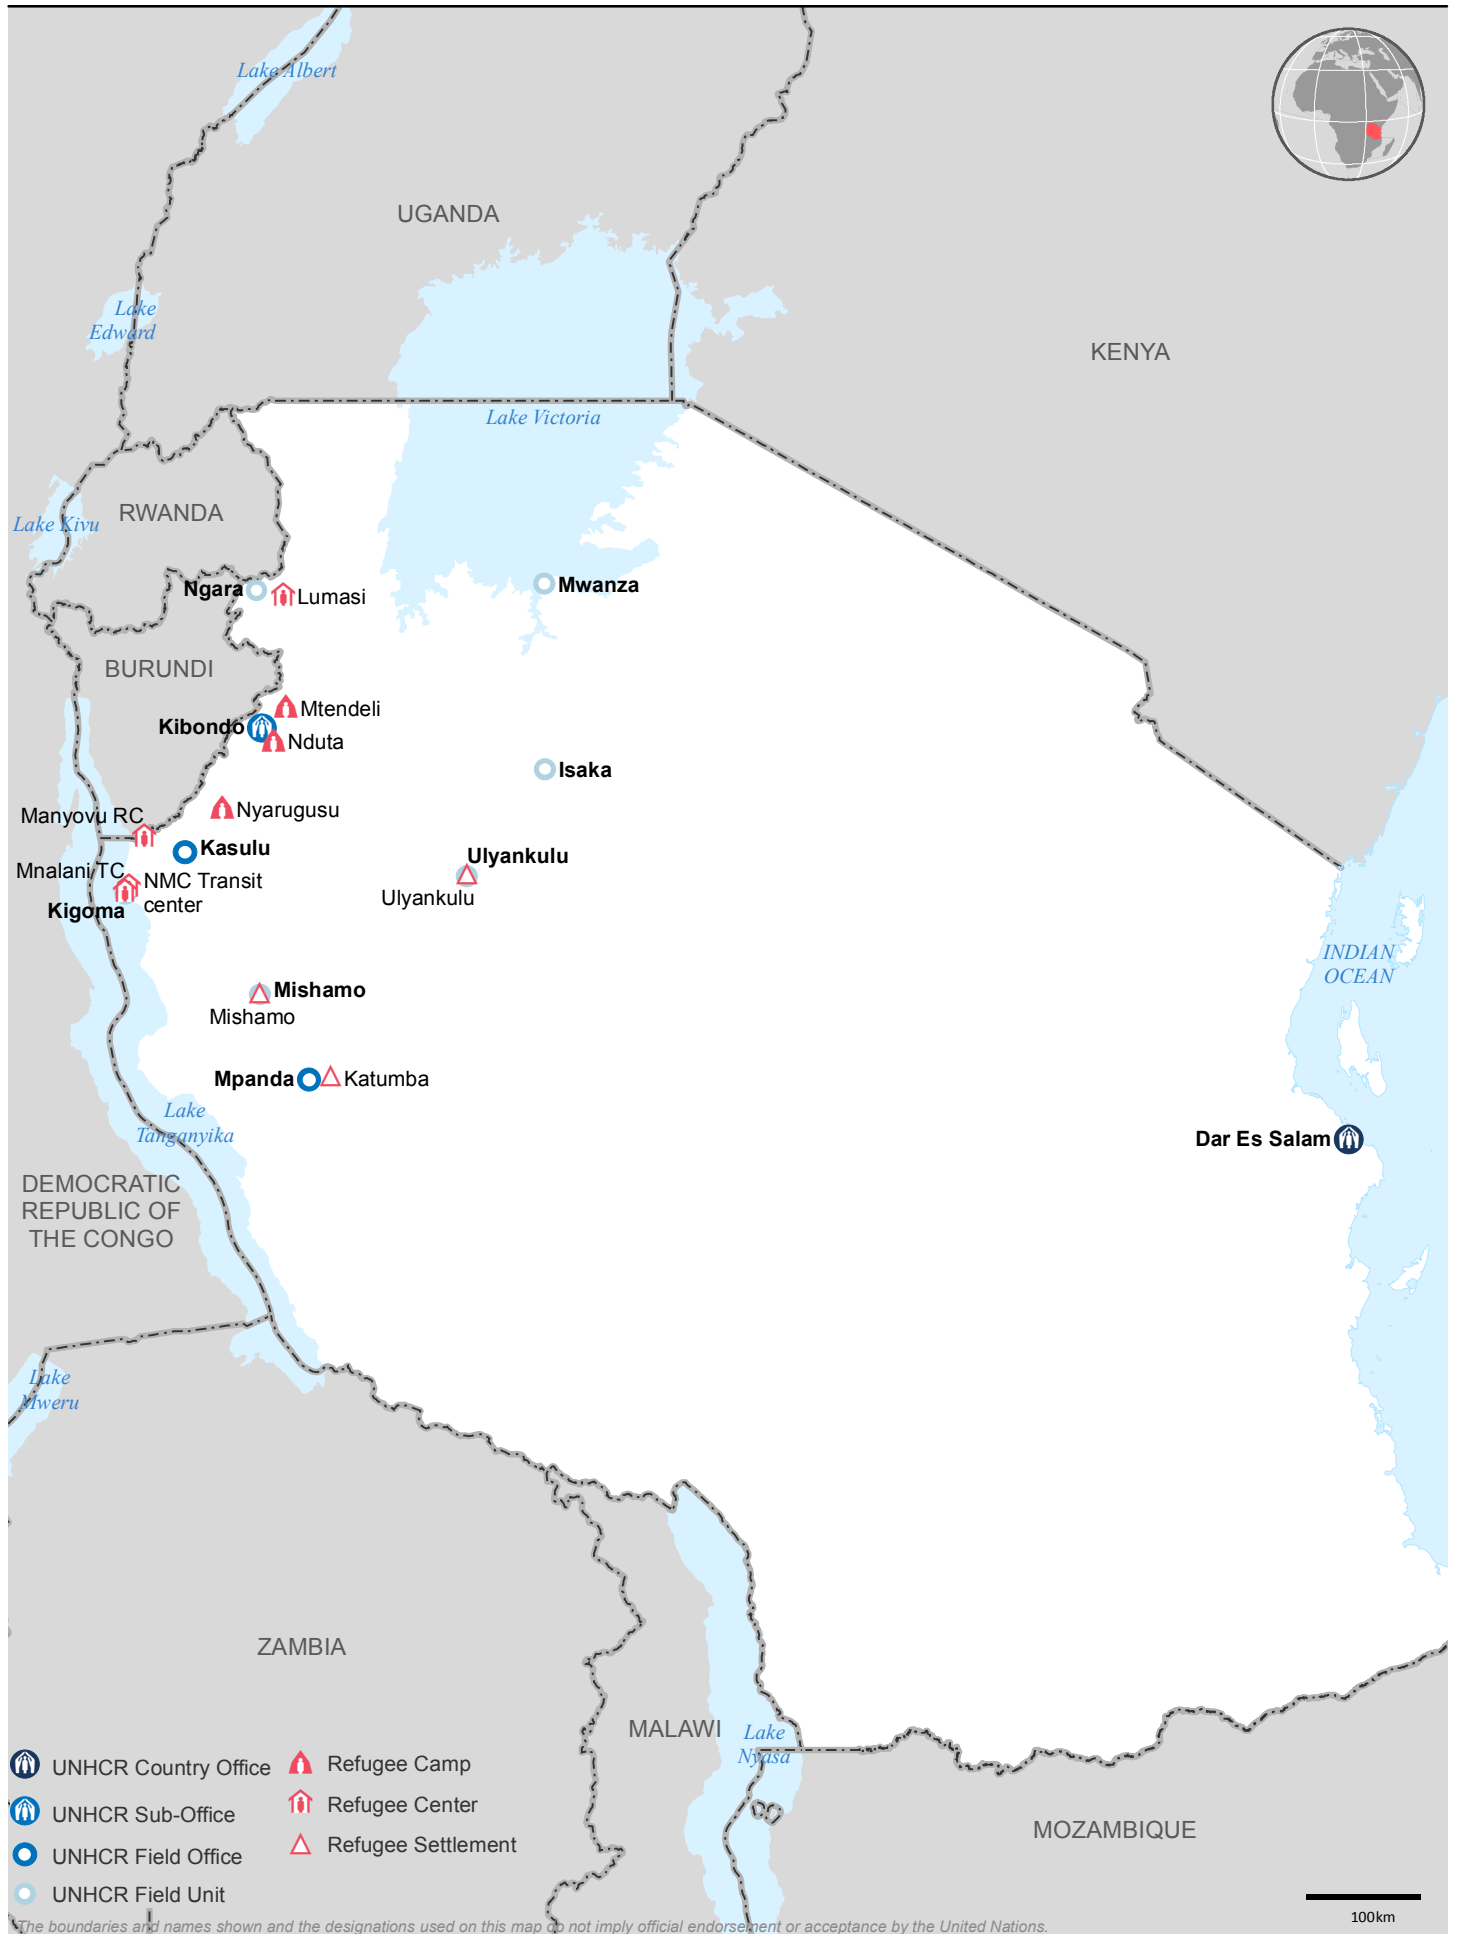 Lake Albert
UGANDA
Lake
Edward
KENYA
Lake Victoria
RWANDA
Lake Kivu
Ngara
Lumasi
Mwanza
BURUNDI
Mtendeli
Kibondo
Nduta
Isaka
Nyarugusu
Manyovu RC
Kasulu
Ulyankulu
Mnalani TC
NMC Transit
center
Ulyankulu
Kigoma
INDIAN
OCEAN
Mishamo
Mishamo
Mpanda
Katumba
Lake
Tanganyika
Dar Es Salam
DEMOCRATIC
REPUBLIC OF
THE CONGO
Lake
Mweru
ZAMBIA
MALAWI
Lake
Nyasa
MOZAMBIQUE
UNHCR Country Office
UNHCR Sub-Office
UNHCR Field Office
UNHCR Field Unit
Refugee Camp
Refugee Center
Refugee Settlement
100km
The boundaries and names shown and the designations used on this map do not imply official endorsement or acceptance by the United Nations.